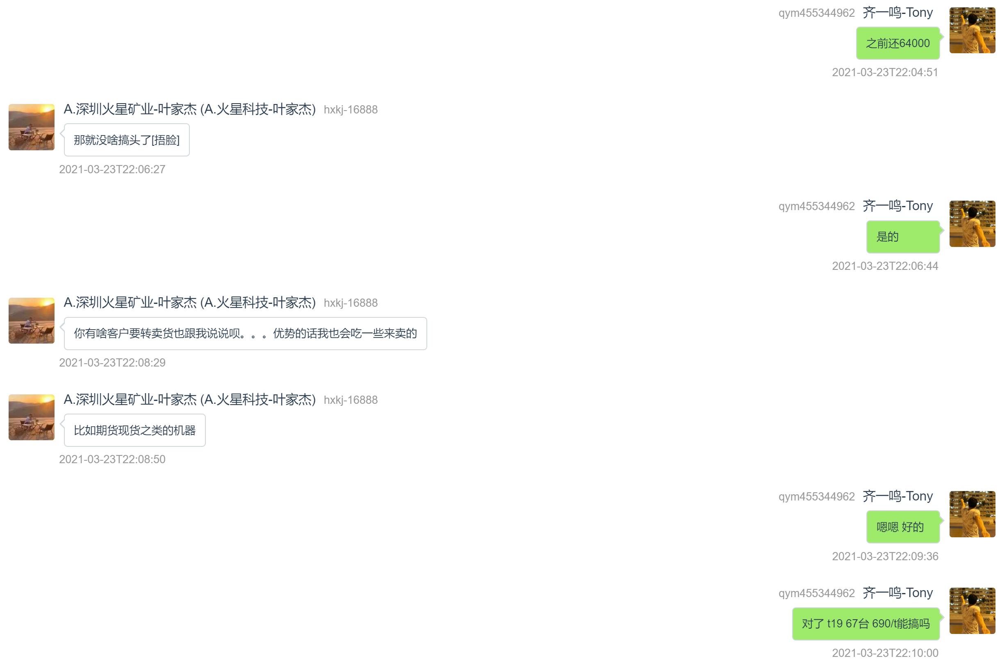 qym455344962 齐一鸣-Tony
之前还64000
2021-03-23T22:04:51
A.深圳火星矿业-叶家杰 (A.火星科技-叶家杰) hxkj-16888
那就没啥搞头了[捂脸]
2021-03-23T22:06:27
qym455344962 齐一鸣-Tony
是的
2021-03-23T22:06:44
A.深圳火星矿业-叶家杰 (A.火星科技-叶家杰) hxkj-16888
你有啥客户要转卖货也跟我说说呗。。。优势的话我也会吃一些来卖的
2021-03-23T22:08:29
A.深圳火星矿业-叶家杰 (A.火星科技-叶家杰) hxkj-16888
比如期货现货之类的机器
2021-03-23T22:08:50
qym455344962 齐一鸣-Tony
嗯嗯 好的
2021-03-23T22:09:36
qym455344962 齐一鸣-Tony
对了 t19 67台 690/t能搞吗
2021-03-23T22:10:00